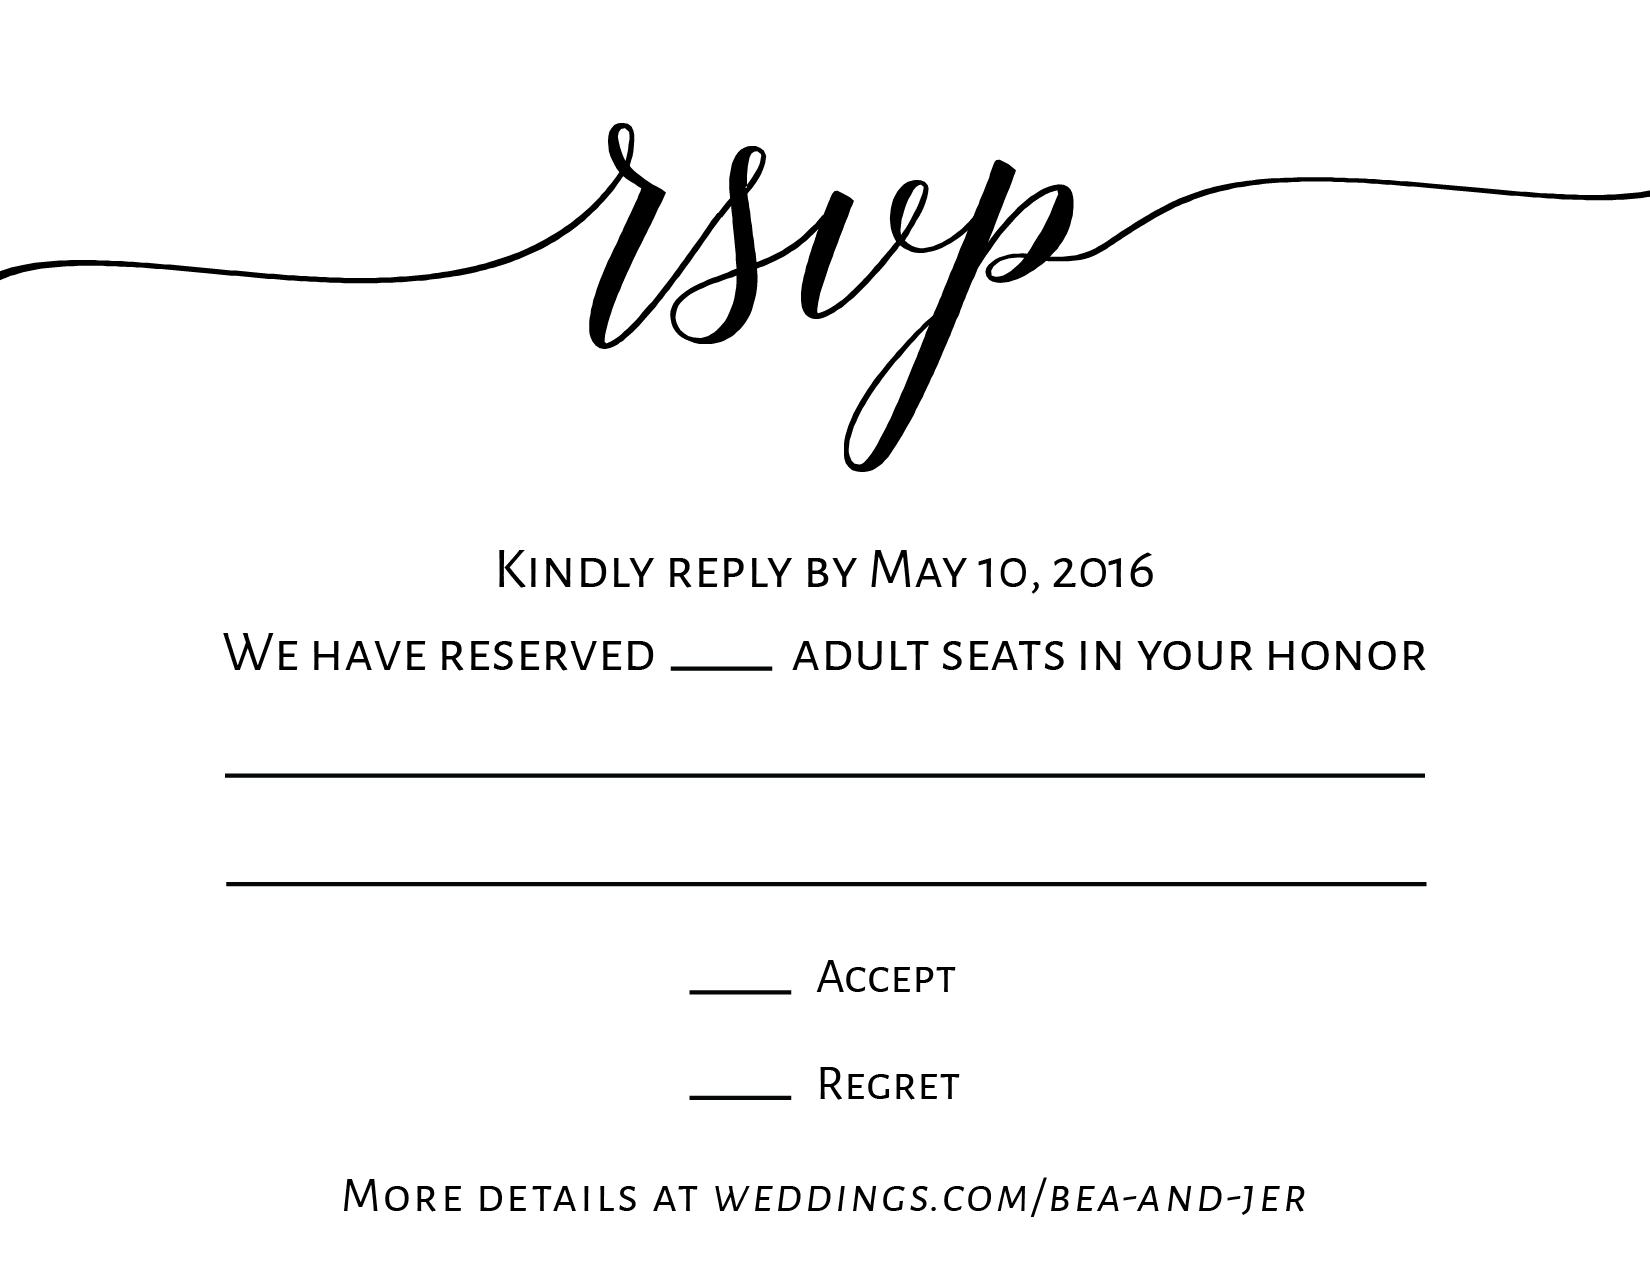 rsvp
Kindly reply by May 10, 2016
We have reserved ____ adult seats in your honor
____ Accept
____ Regret
More details at weddings.com/bea-and-jer